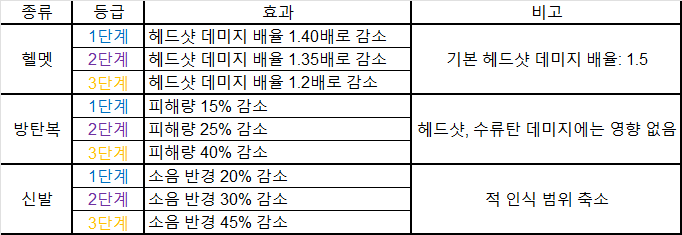 종류 등급 효과 비고
헬멧 1단계 헤드샷 데미지 배율 1.40배로 감소 기본 헤드샷 데미지 배율: 1.5
2단계 헤드샷 데미지 배율 1.35배로 감소
3단계 헤드샷 데미지 배율 1.2배로 감소
방탄복 1단계 피해량 15% 감소 헤드샷, 수류탄 데미지에는 영향 없음
2단계 피해량 25% 감소
3단계 피해량 40% 감소
신발 1단계 소음 반경 20% 감소 적 인식 범위 축소
2단계 소음 반경 30% 감소
3단계 소음 반경 45% 감소